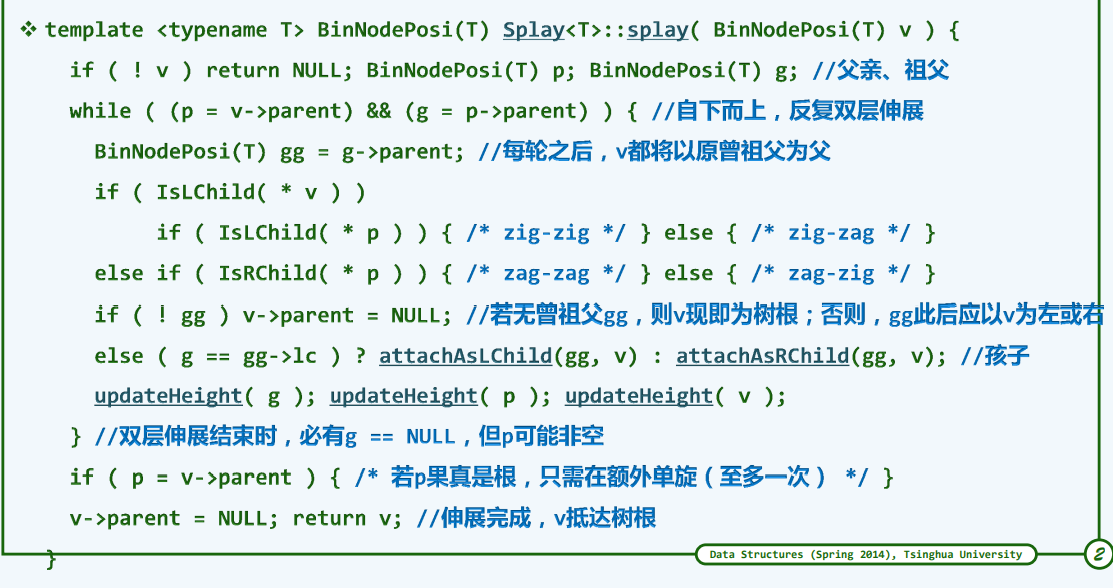 ❖ template <typename T> BinNodePosi(T) Splay<T>::splay( BinNodePosi(T) v ) {
if ( ! v ) return NULL; BinNodePosi(T) p; BinNodePosi(T) g; //父亲、祖父
while ( (p = v->parent) && (g = p->parent) ) { //自下而上，反复双层伸展
BinNodePosi(T) gg = g->parent; //每轮之后，v都将以原曾祖父为父
if ( IsLChild( * v ) )
if ( IsLChild( * p ) ) { /* zig-zig */ } else { /* zig-zag */ }
else if ( IsRChild( * p ) ) { /* zag-zag */ } else { /* zag-zig */ }
if ( ! gg ) v->parent = NULL; //若无曾祖父gg，则v现即为树根；否则，gg此后应以v为左或右
else ( g == gg->lc ) ? attachAsLChild(gg, v) : attachAsRChild(gg, v); //孩子
updateHeight( g ); updateHeight( p ); updateHeight( v );
} //双层伸展结束时，必有g == NULL，但p可能非空
if ( p = v->parent ) { /* 若p果真是根，只需在额外单旋（至多一次） */ }
v->parent = NULL; return v; //伸展完成，v抵达树根
}
Data Structures (Spring 2014), Tsinghua University
2